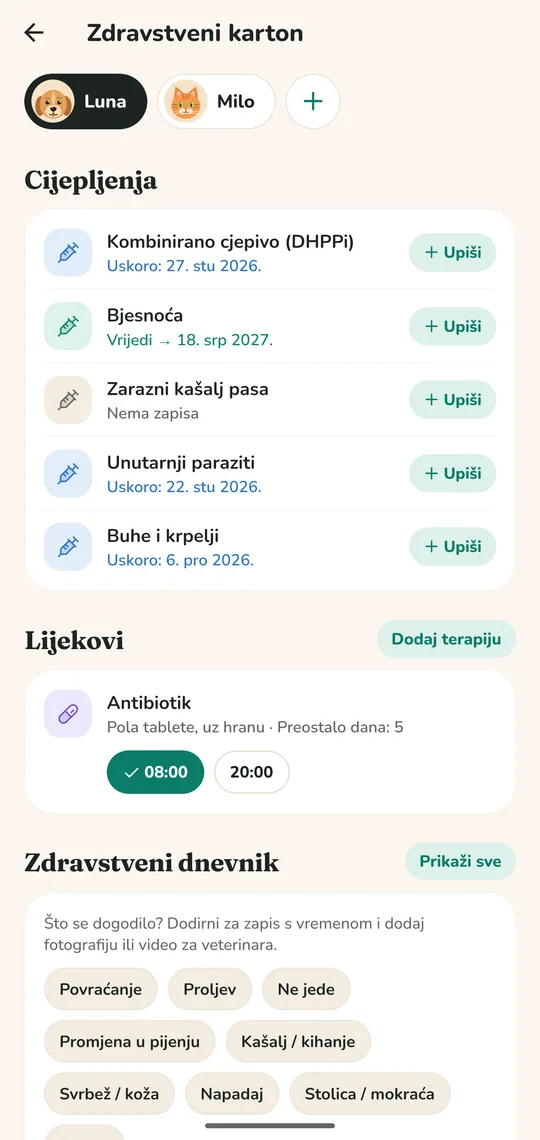 Zdravstveni karton
Luna
Milo
Cijepljenja
Kombinirano cjepivo (DHPPi)
Uskoro: 27. stu 2026.
+ Upiši
Bjesnoća
Vrijedi → 18. srp 2027.
+ Upiši
Zarazni kašalj pasa
Nema zapisa
+ Upiši
Unutarnji paraziti
Uskoro: 22. stu 2026.
+ Upiši
Buhe i krpelji
Uskoro: 6. pro 2026.
+ Upiši
Lijekovi
Dodaj terapiju
Antibiotik
Pola tablete, uz hranu · Preostalo dana: 5
✓ 08:00
20:00
Zdravstveni dnevnik
Prikaži sve
Što se dogodilo? Dodirni za zapis s vremenom i dodaj
fotografiju ili video za veterinara.
Povraćanje
Proljev
Ne jede
Promjena u pijenju
Kašalj / kihanje
Svrbež / koža
Napadaj
Stolica / mokraća